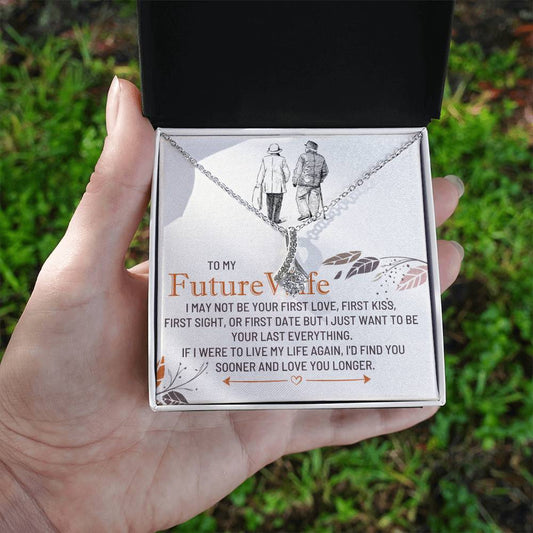 TO MY
Future Wife
I MAY NOT BE YOUR FIRST LOVE, FIRST KISS,
FIRST SIGHT, OR FIRST DATE BUT I JUST WANT TO BE
YOUR LAST EVERYTHING.
IF I WERE TO LIVE MY LIFE AGAIN, I'D FIND YOU
SOONER AND LOVE YOU LONGER.